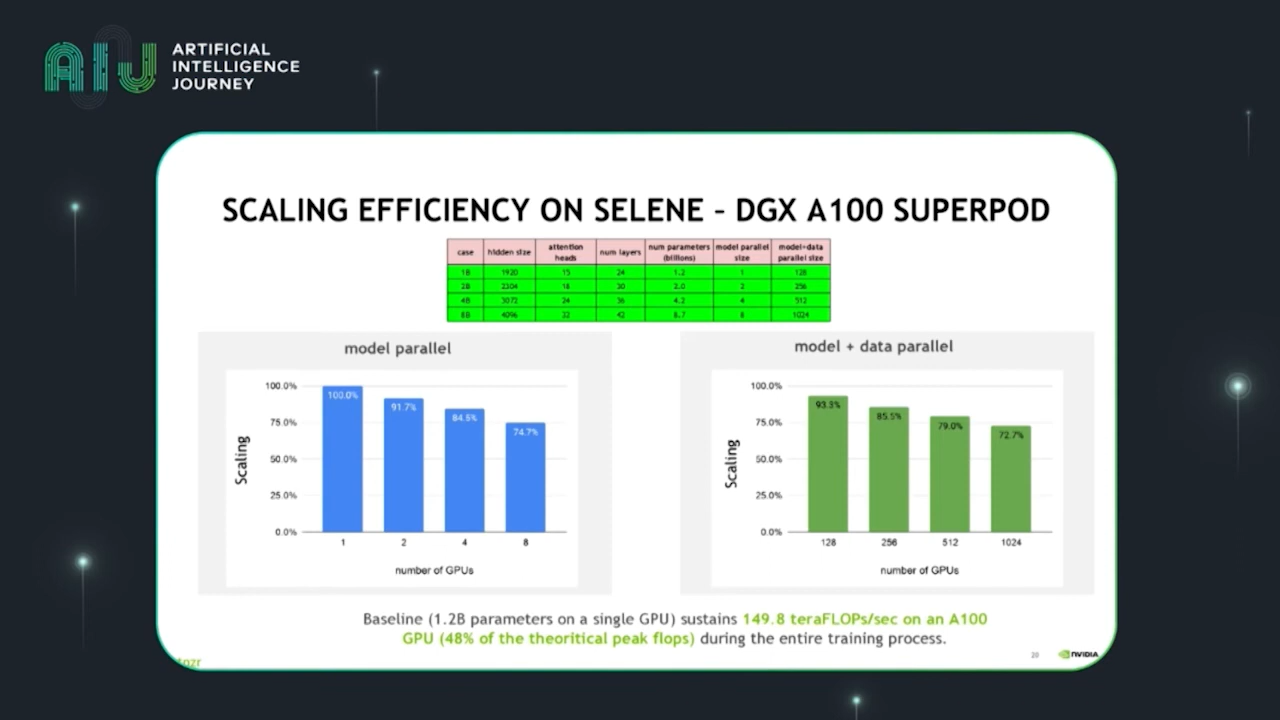 ARTIFICIAL
INTELLIGENCE
JOURNEY
SCALING EFFICIENCY ON SELENE – DGX A100 SUPERPOD
case hidden size attention heads num layers num parameters (billions) model parallel size model+data parallel size
1B 1920 15 24 1.2 1 128
2B 2304 18 30 2.0 2 256
4B 3072 24 36 4.2 4 512
8B 4096 32 42 8.7 8 1024
model parallel
100.0%
75.0%
50.0%
25.0%
0.0%
Scaling
100.0% 91.7% 84.5% 74.7%
1 2 4 8
number of GPUs
model + data parallel
100.0%
75.0%
50.0%
25.0%
0.0%
Scaling
93.3% 85.5% 79.0% 72.7%
128 256 512 1024
number of GPUs
Baseline (1.2B parameters on a single GPU) sustains 149.8 teraFLOPs/sec on an A100
GPU (48% of the theoritical peak flops) during the entire training process.
20 NVIDIA